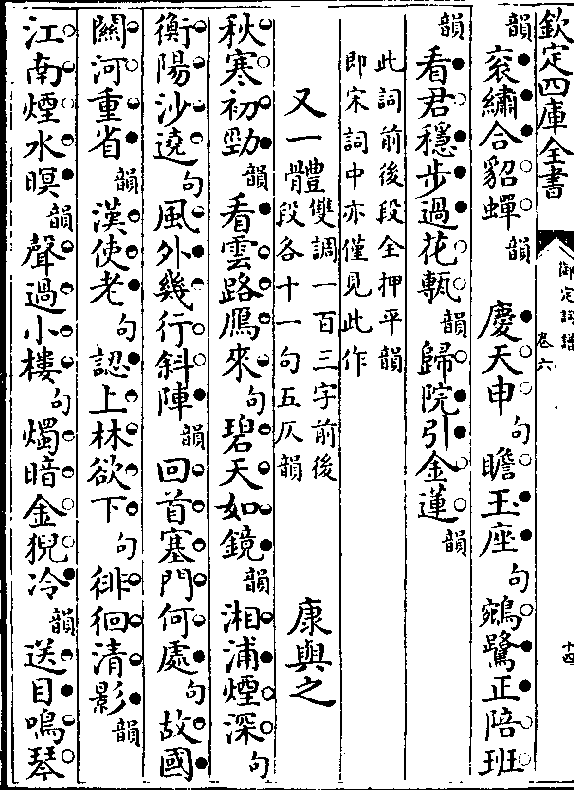 欽定四庫全書
御定詞譜
卷六
十四
韻衮繡合貂蟬韻慶天申句瞻玉座句鵷鷺正陪班
韻看君穩步過花甎韻歸院引金蓮韻
此詞前後段全押平韻
即宋詞中亦僅見此作
又一體雙調一百三字前後
段各十一句五仄韻
康與之
秋寒初勁韻看雲路鴈來句碧天如鏡韻湘浦煙深句
衡陽沙遶句風外幾行斜陣韻回首塞門何處句故國
關河重省韻漢使老句認上林欲下句徘徊清影韻
江南煙水暝韻聲過小樓句燭暗金猊冷韻送目鳴琴